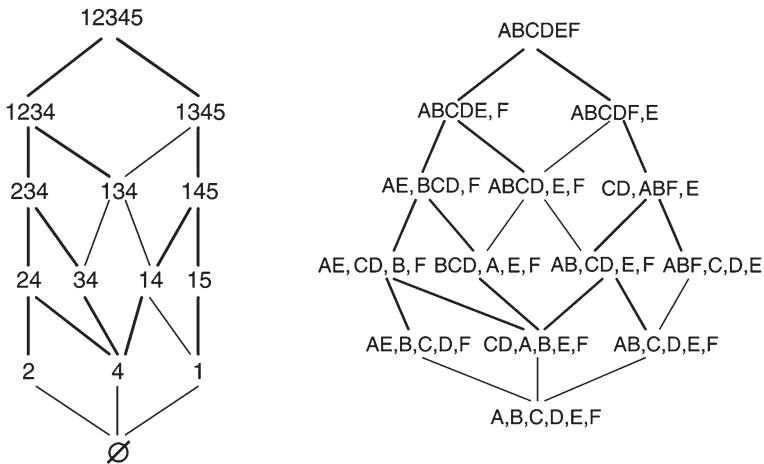 12345
1234 1345
234 134 145
24 34 14 15
2 4 1
∅
ABCDEF
ABCDE, F ABCDF,E
AE,BCD,F ABCD,E,F CD,ABF,E
AE,CD,B,F BCD,A,E,F AB,CD,E,F ABF,C,D,E
AE,B,C,D,F CD,A,B,E,F AB,C,D,E,F
A,B,C,D,E,F